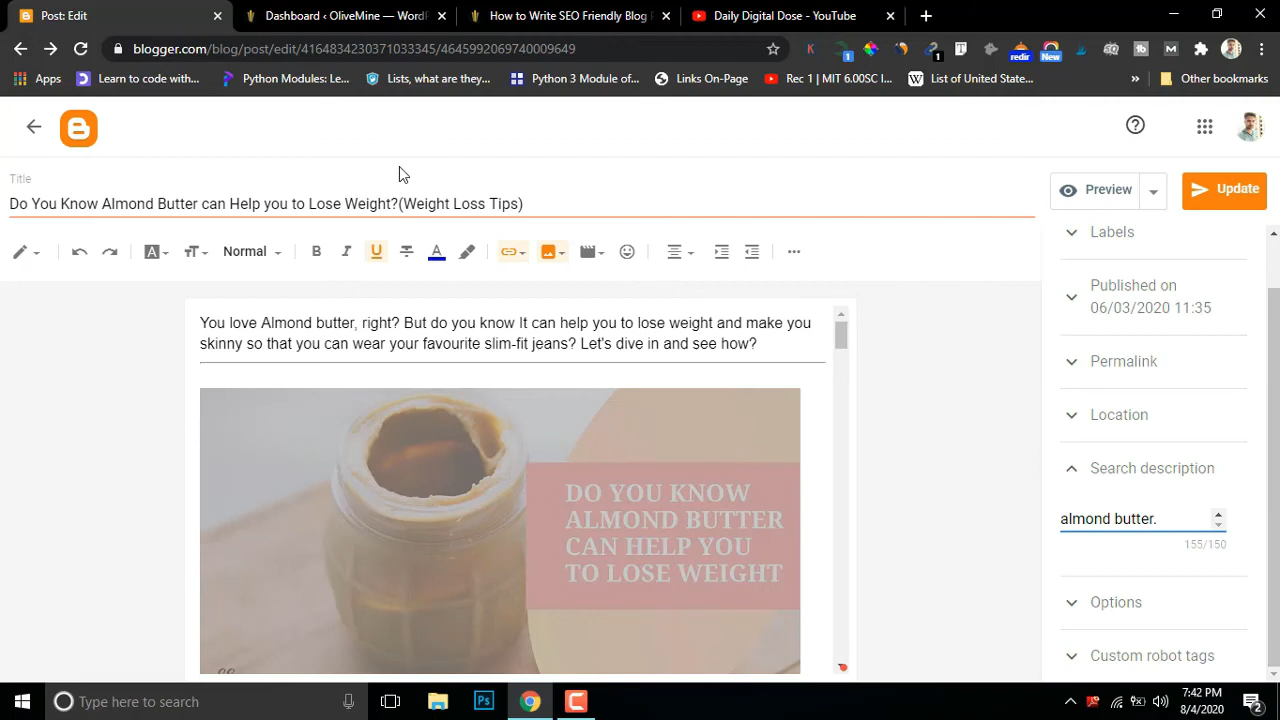 Post: Edit
Dashboard ‹ OliveMine — WordP
How to Write SEO Friendly Blog P
Daily Digital Dose - YouTube
blogger.com/blog/post/edit/4164834230371033345/4645992069740009649
1
1
redir
New
Apps
Learn to code with...
Python Modules: Le...
Lists, what are they...
Python 3 Module of...
Links On-Page
Rec 1 | MIT 6.00SC I...
List of United State...
»
Other bookmarks
Title
Do You Know Almond Butter can Help you to Lose Weight?(Weight Loss Tips)
Preview
Update
Normal
B
I
U
A
Labels
Published on
06/03/2020 11:35
Permalink
Location
Search description
almond butter.
155/150
Options
Custom robot tags
You love Almond butter, right? But do you know It can help you to lose weight and make you
skinny so that you can wear your favourite slim-fit jeans? Let's dive in and see how?
DO YOU KNOW
ALMOND BUTTER
CAN HELP YOU
TO LOSE WEIGHT
Type here to search
Ps
7:42 PM
8/4/2020
2